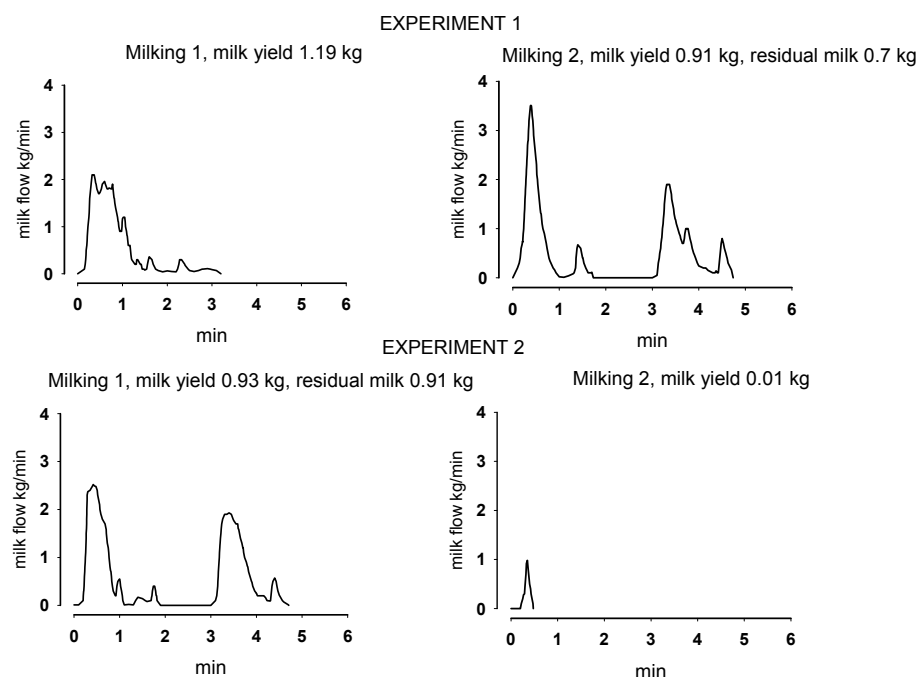 EXPERIMENT 1
Milking 1, milk yield 1.19 kg
Milking 2, milk yield 0.91 kg, residual milk 0.7 kg
milk flow kg/min
4
3
2
1
0
0 1 2 3 4 5 6
min
milk flow kg/min
4
3
2
1
0
0 1 2 3 4 5 6
min
EXPERIMENT 2
Milking 1, milk yield 0.93 kg, residual milk 0.91 kg
Milking 2, milk yield 0.01 kg
milk flow kg/min
4
3
2
1
0
0 1 2 3 4 5 6
min
milk flow kg/min
4
3
2
1
0
0 1 2 3 4 5 6
min